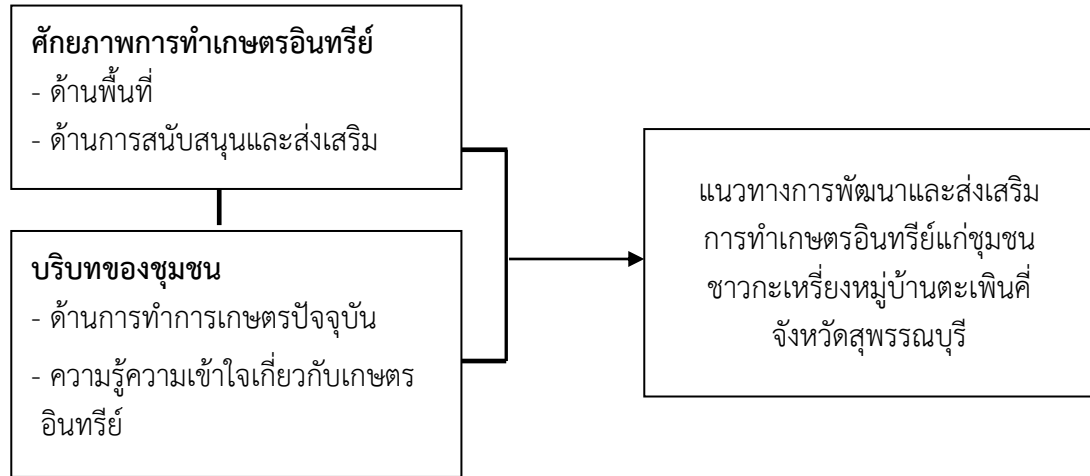 ศักยภาพการทำเกษตรอินทรีย์
- ด้านพื้นที่
- ด้านการสนับสนุนและส่งเสริม
บริบทของชุมชน
- ด้านการทำการเกษตรปัจจุบัน
- ความรู้ความเข้าใจเกี่ยวกับเกษตร
อินทรีย์
แนวทางการพัฒนาและส่งเสริม
การทำเกษตรอินทรีย์แก่ชุมชน
ชาวกะเหรี่ยงหมู่บ้านตะเพินคี่
จังหวัดสุพรรณบุรี